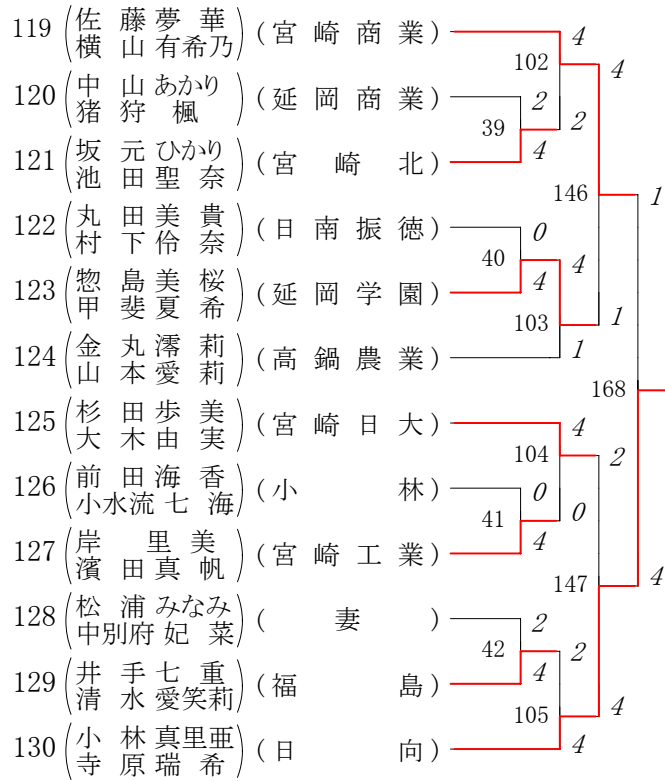 119 (佐藤夢華 横山有希乃) (宮崎商業)
120 (中山あかり 猪狩楓) (延岡商業)
121 (坂元ひかり 池田聖奈) (宮崎北)
122 (丸田美貴 村下伶奈) (日南振徳)
123 (惣島美桜 甲斐夏希) (延岡学園)
124 (金丸澪莉 山本愛莉) (高鍋農業)
125 (杉田歩美 大木由実) (宮崎日大)
126 (前田海香 小水流七海) (小林)
127 (岸里美 濱田真帆) (宮崎工業)
128 (松浦みなみ 中別府妃菜) (妻)
129 (井手七重 清水愛笑莉) (福島)
130 (小林真里亜 寺原瑞希) (日向)
4
102
4
2
39
2
4
146
1
0
40
4
4
103
1
1
168
4
104
2
0
41
0
4
147
4
2
42
2
4
105
4
4